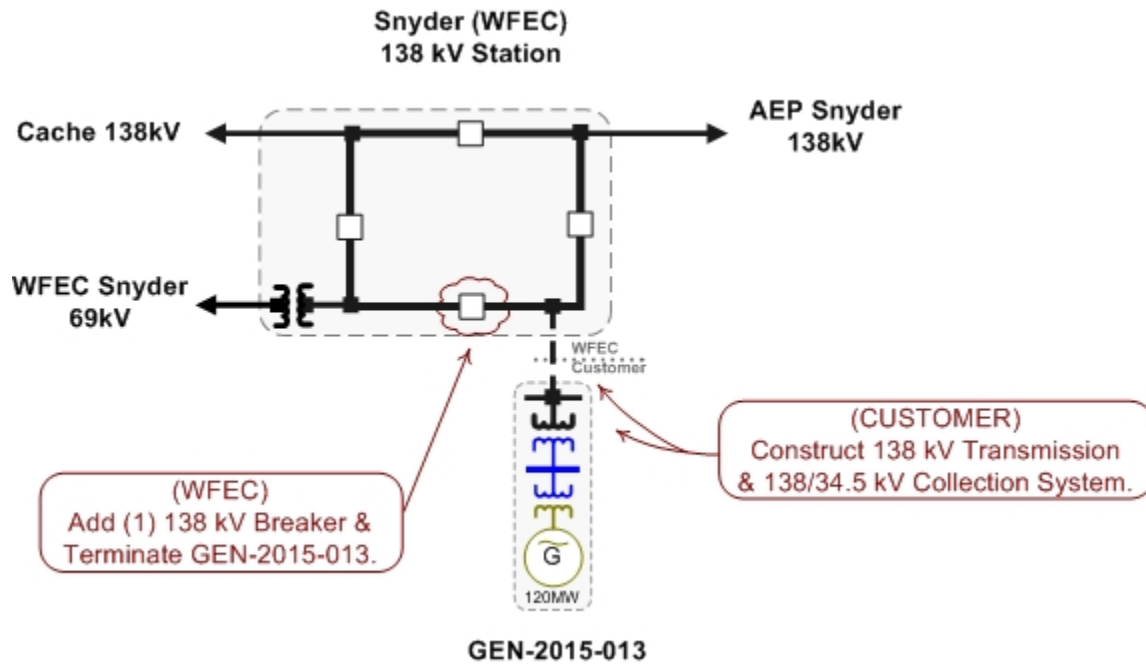 Snyder (WFEC)
138 kV Station
Cache 138kV
AEP Snyder
138kV
WFEC Snyder
69kV
WFEC
Customer
(CUSTOMER)
Construct 138 kV Transmission
& 138/34.5 kV Collection System.
(WFEC)
Add (1) 138 kV Breaker &
Terminate GEN-2015-013.
G
120MW
GEN-2015-013